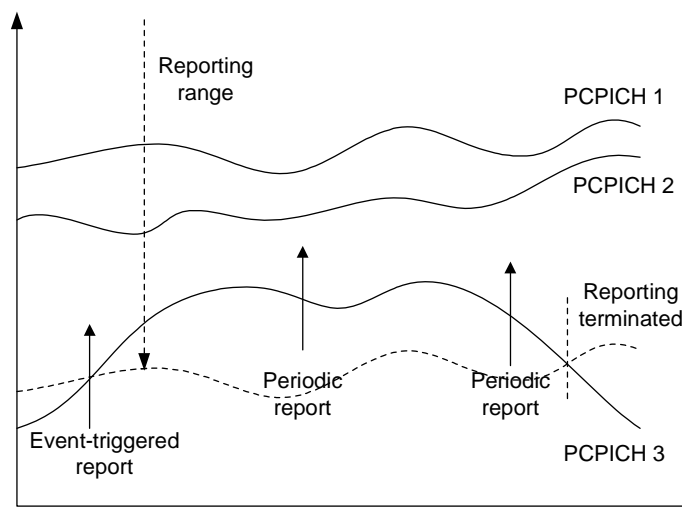 Reporting
range
PCPICH 1
PCPICH 2
Reporting
terminated
Periodic
report
Periodic
report
Event-triggered
report
PCPICH 3